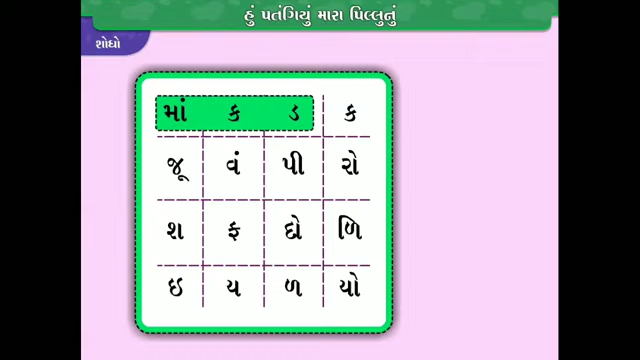 હું પતંગિયું મારા પિલ્લુનું
શોધો
માં ક ડ ક
જૂ વં પી રો
શ ફ દો ળિ
ઇ ય ળ યો